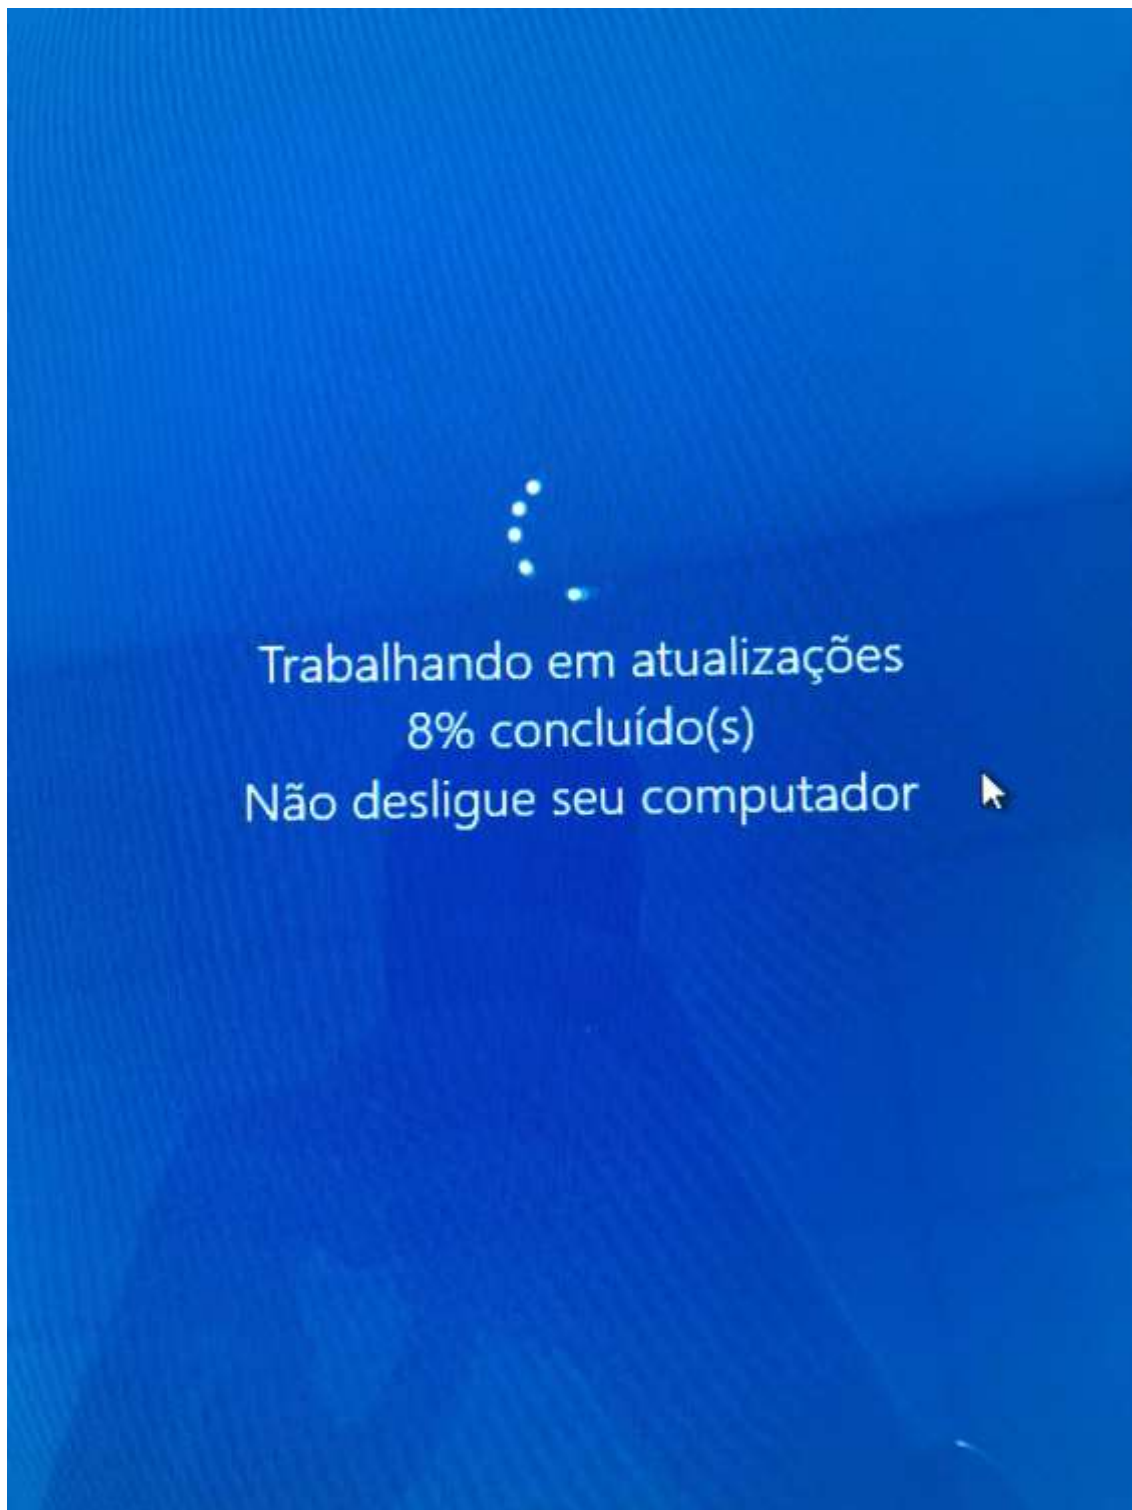 Trabalhando em atualizações
8% concluído(s)
Não desligue seu computador